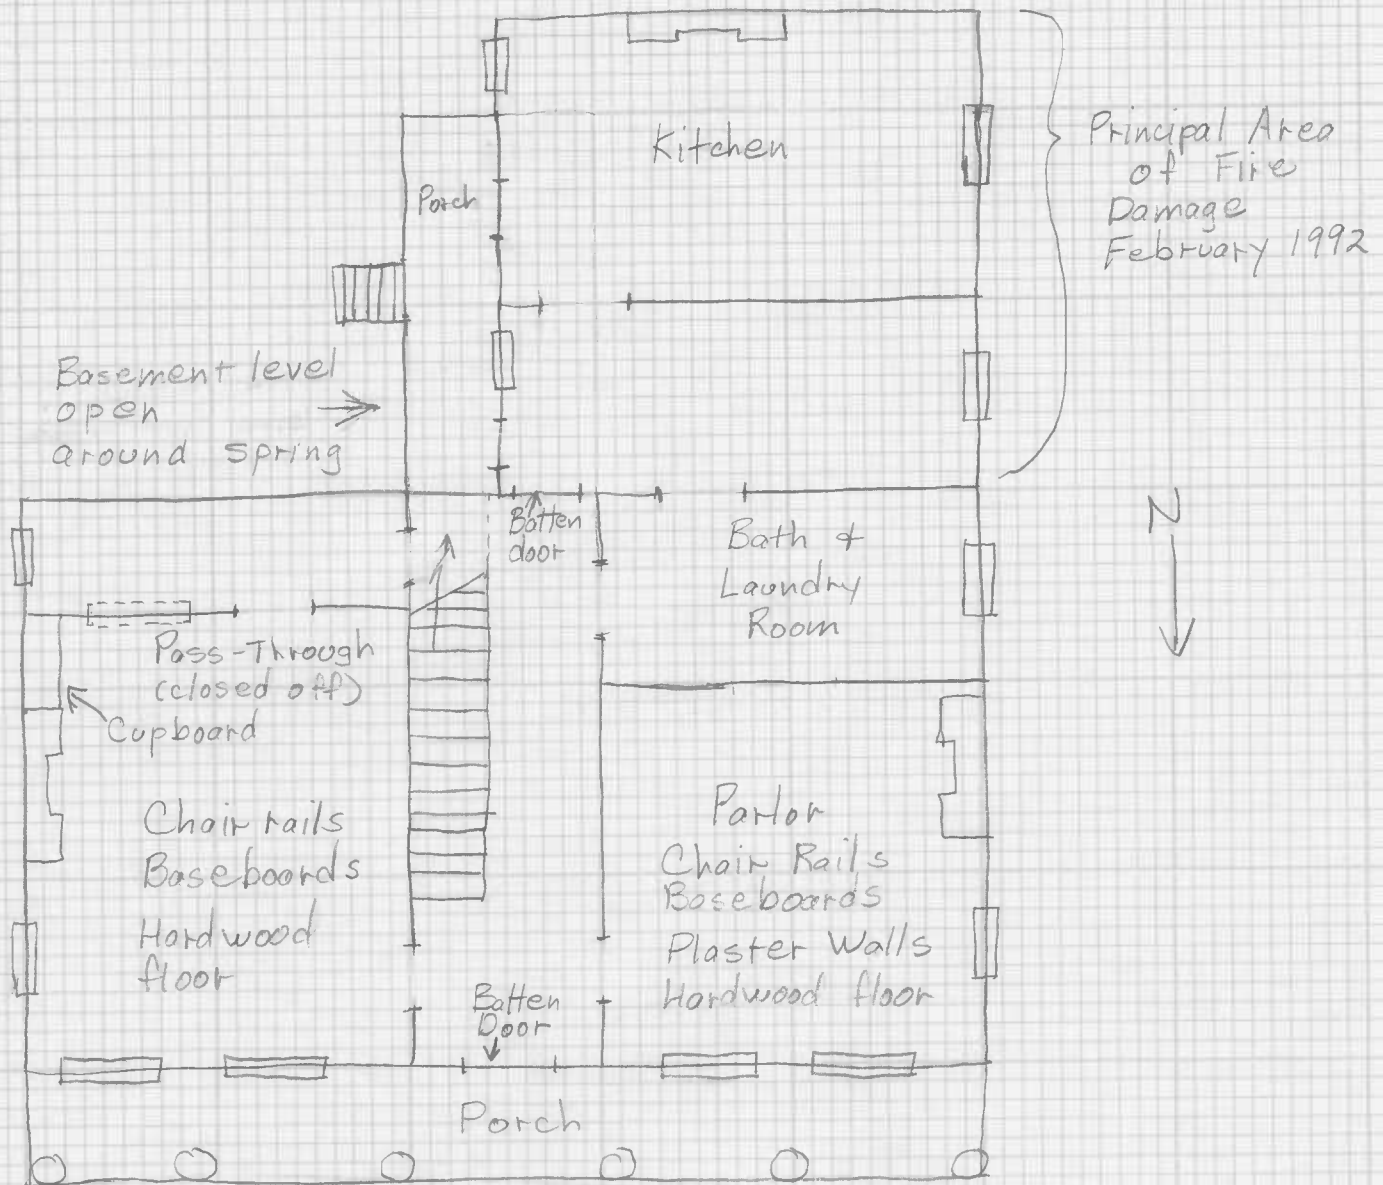 Kitchen
Principal Area
of Fire
Damage
February 1992
Porch
Basement level
open
around spring
Batten
door
Bath &
Laundry
Room
N
Pass-Through
(closed off)
Cupboard
Chair rails
Baseboards
Hardwood
floor
Parlor
Chair Rails
Baseboards
Plaster Walls
Hardwood floor
Batten
Door
Porch